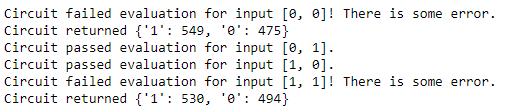 Circuit failed evaluation for input [0, 0]! There is some error.
Circuit returned {'1': 549, '0': 475}
Circuit passed evaluation for input [0, 1].
Circuit passed evaluation for input [1, 0].
Circuit failed evaluation for input [1, 1]! There is some error.
Circuit returned {'1': 530, '0': 494}